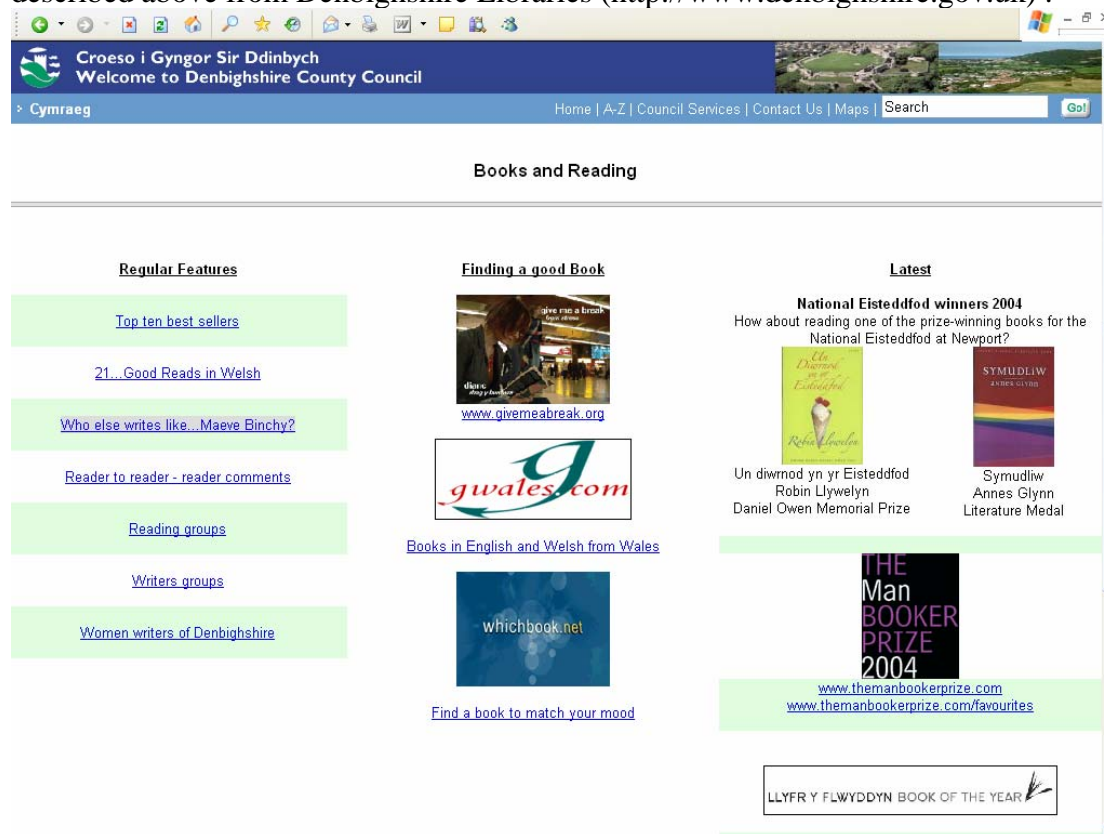 described above from Denbighshire Libraries (http://www.denbighshire.gov.uk) :
Croeso i Gyngor Sir Ddinbych
Welcome to Denbighshire County Council
> Cymraeg
Home | A-Z | Council Services | Contact Us | Maps | Search Go!
Books and Reading
Regular Features
Top ten best sellers
21...Good Reads in Welsh
Who else writes like...Maeve Binchy?
Reader to reader - reader comments
Reading groups
Writers groups
Women writers of Denbighshire
Finding a good Book
give me a break
diane
www.givemeabreak.org
gwales.com
Books in English and Welsh from Wales
whichbook.net
Find a book to match your mood
Latest
National Eisteddfod winners 2004
How about reading one of the prize-winning books for the
National Eisteddfod at Newport?
Un
Diwrnod
yn yr
Eisteddfod
Robin Llywelyn
SYMUDLIW
ANNES GLYNN
Un diwrnod yn yr Eisteddfod
Robin Llywelyn
Daniel Owen Memorial Prize
Symudliw
Annes Glynn
Literature Medal
THE
Man
BOOKER
PRIZE
2004
www.themanbookerprize.com
www.themanbookerprize.com/favourites
LLYFR Y FLWYDDYN BOOK OF THE YEAR